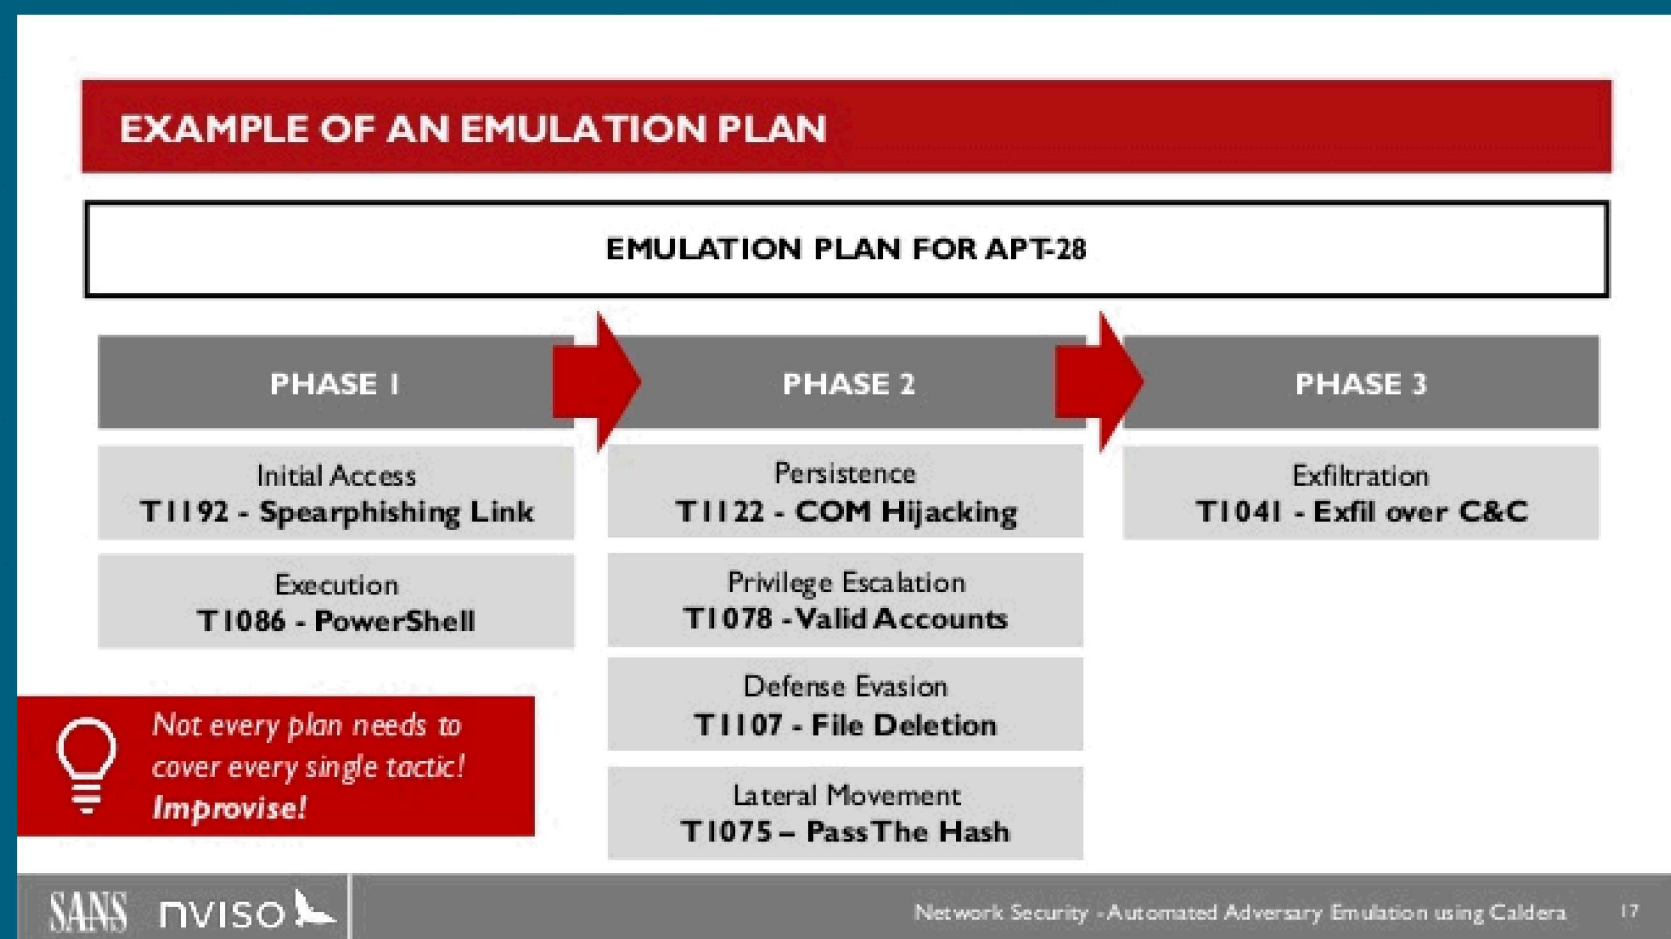 EXAMPLE OF AN EMULATION PLAN
EMULATION PLAN FOR APT-28
PHASE 1
Initial Access
T1192 - Spearphishing Link
Execution
T1086 - PowerShell
PHASE 2
Persistence
T1122 - COM Hijacking
Privilege Escalation
T1078 - Valid Accounts
Defense Evasion
T1107 - File Deletion
Lateral Movement
T1075 – Pass The Hash
PHASE 3
Exfiltration
T1041 - Exfil over C&C
Not every plan needs to
cover every single tactic!
Improvise!
SANS nviso
Network Security - Automated Adversary Emulation using Caldera 17